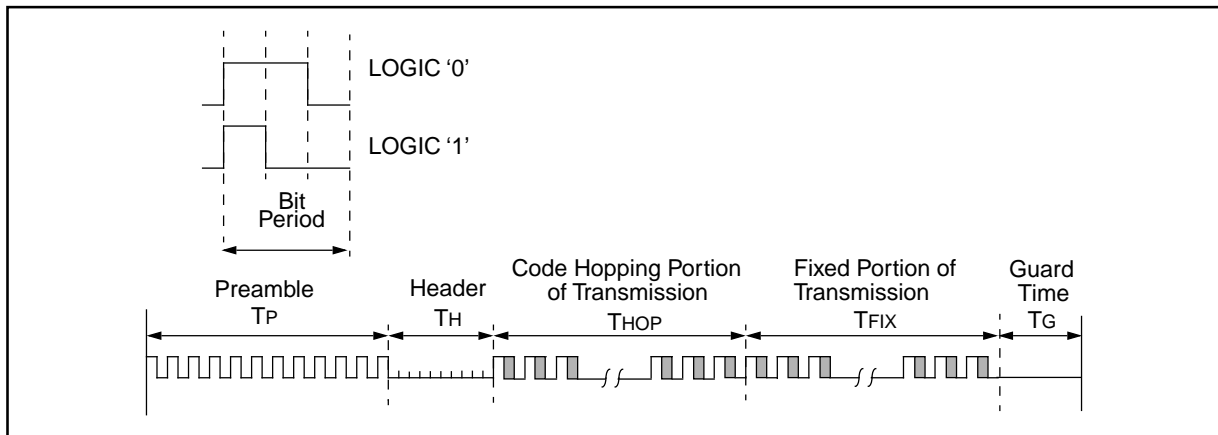 LOGIC ‘0’
LOGIC ‘1’
Bit
Period
Preamble
TP
Header
TH
Code Hopping Portion
of Transmission
THOP
Fixed Portion of
Transmission
TFIX
Guard
Time
TG